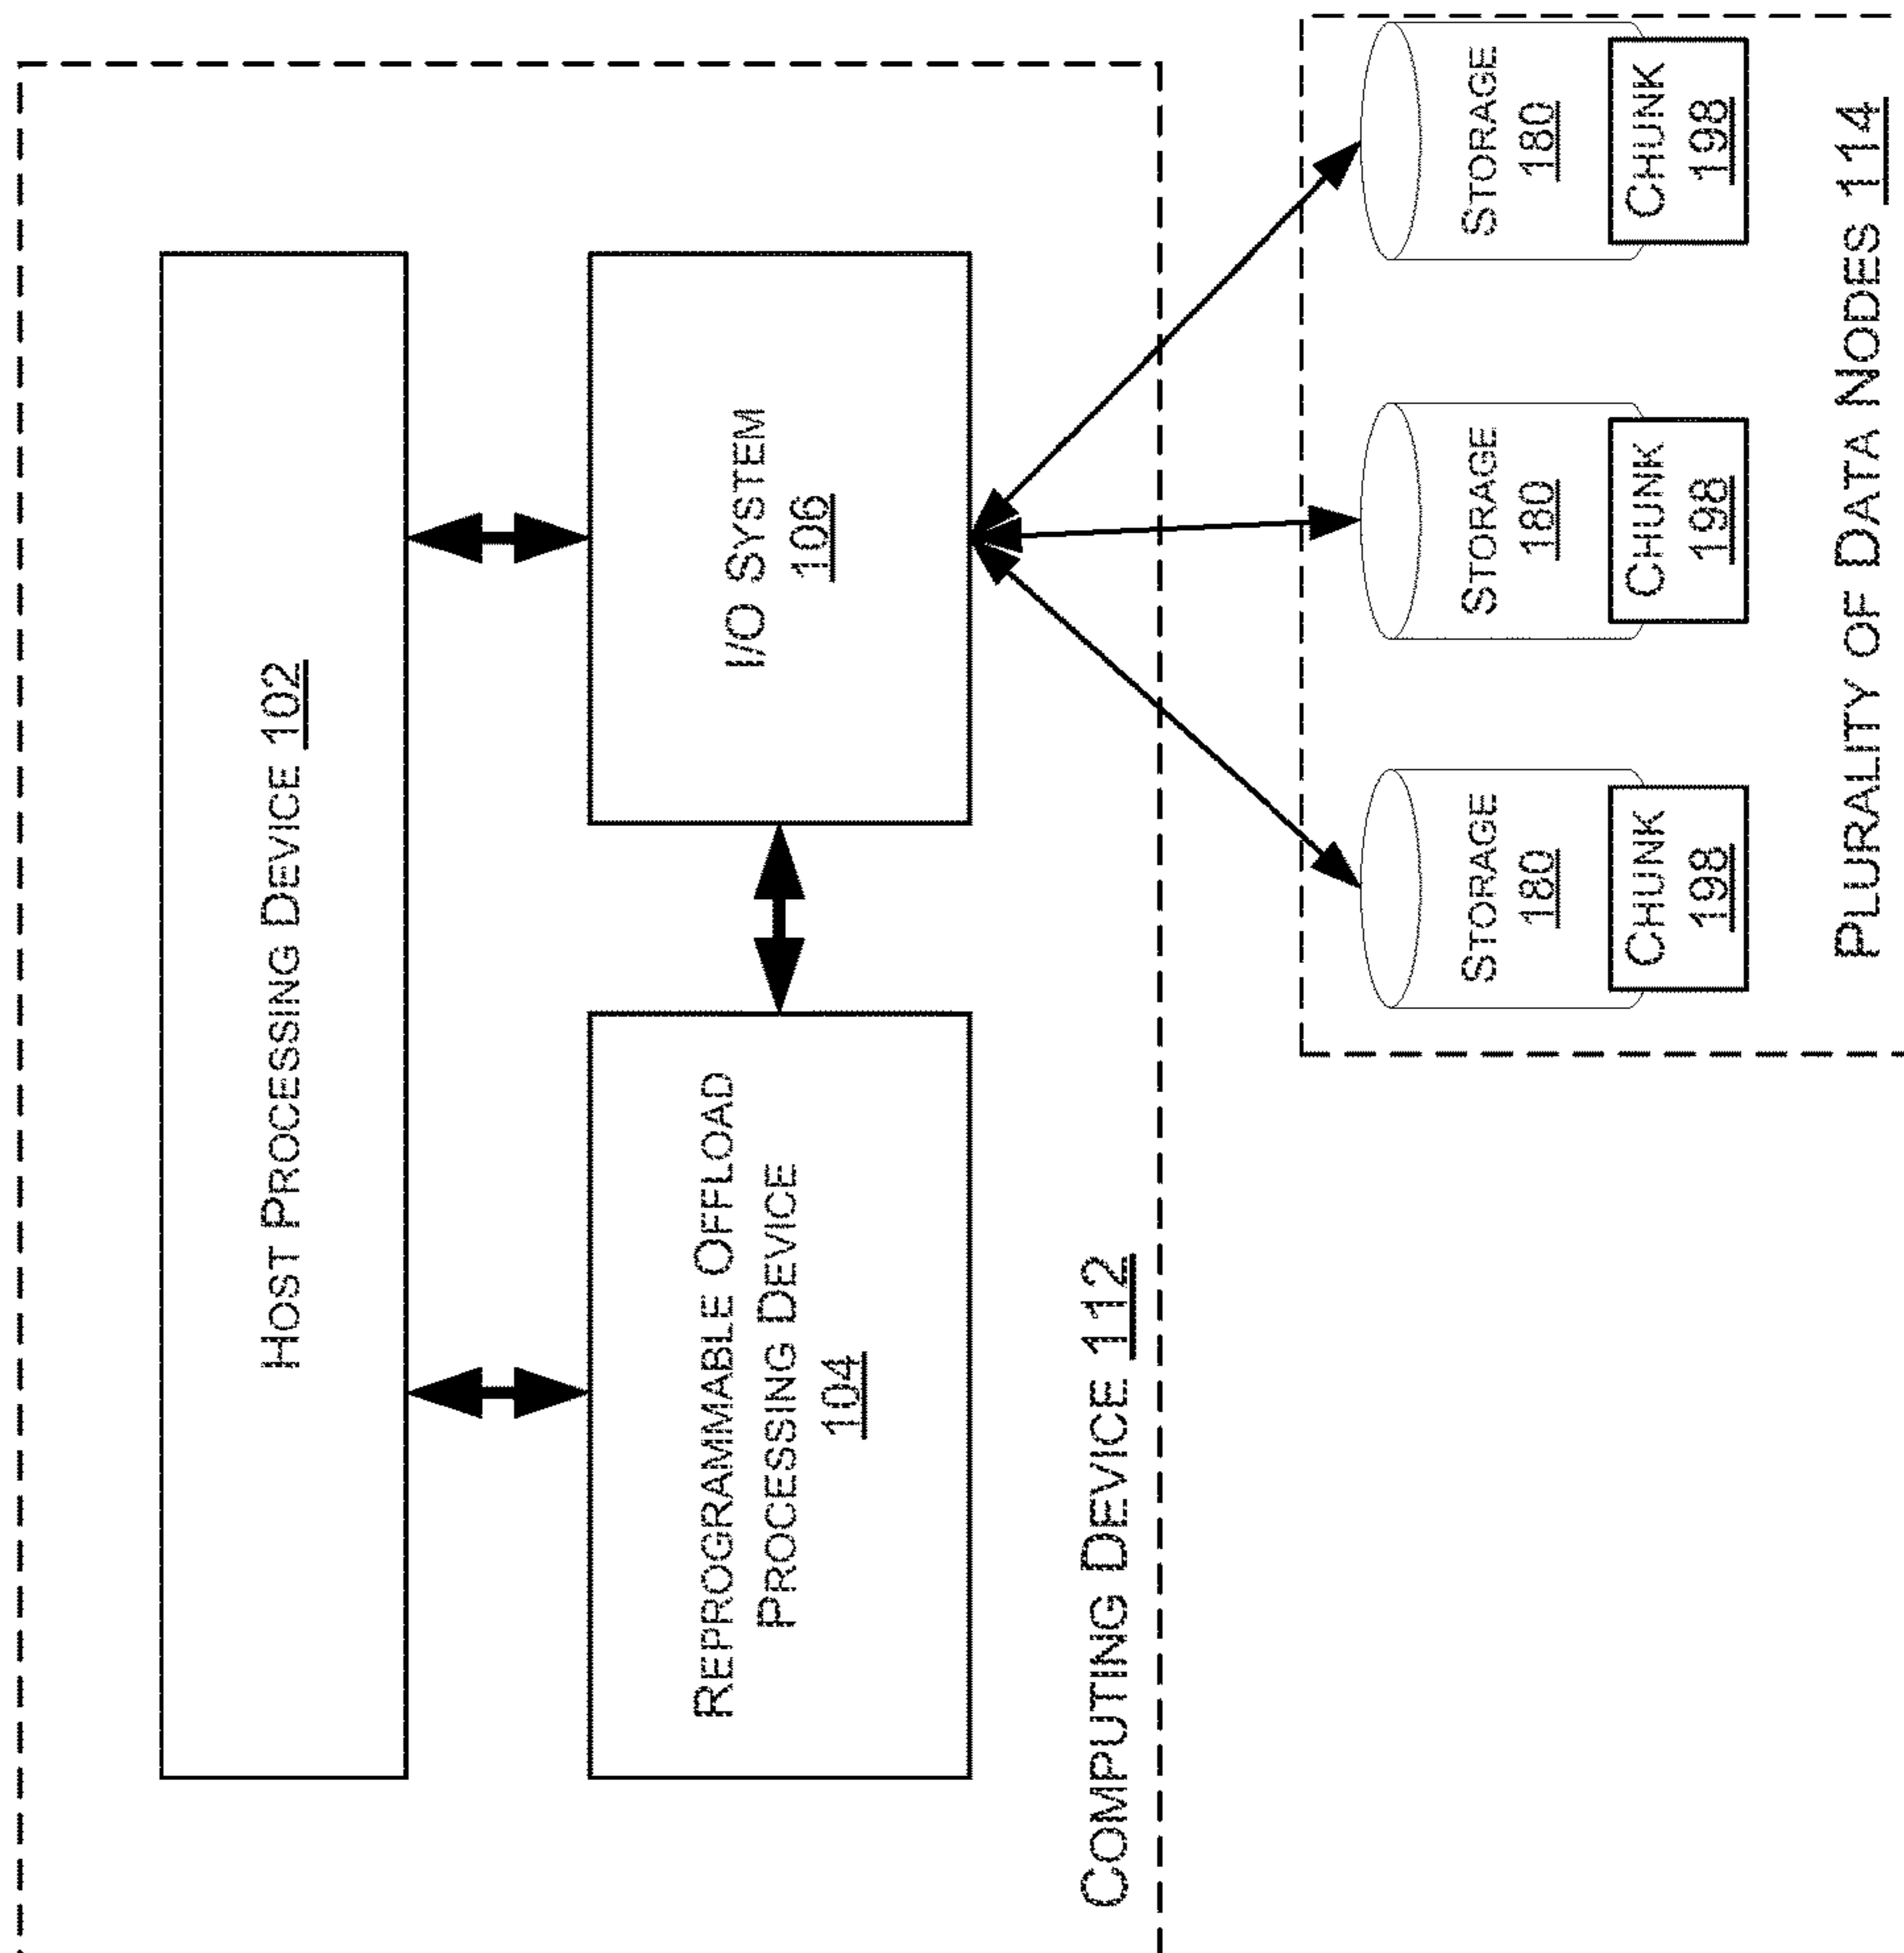 HOST PROCESSING DEVICE 102
REPROGRAMMABLE OFFLOAD
PROCESSING DEVICE
104
I/O SYSTEM
106
COMPUTING DEVICE 112
STORAGE
180
CHUNK
198
STORAGE
180
CHUNK
198
STORAGE
180
CHUNK
198
PLURALITY OF DATA NODES 114